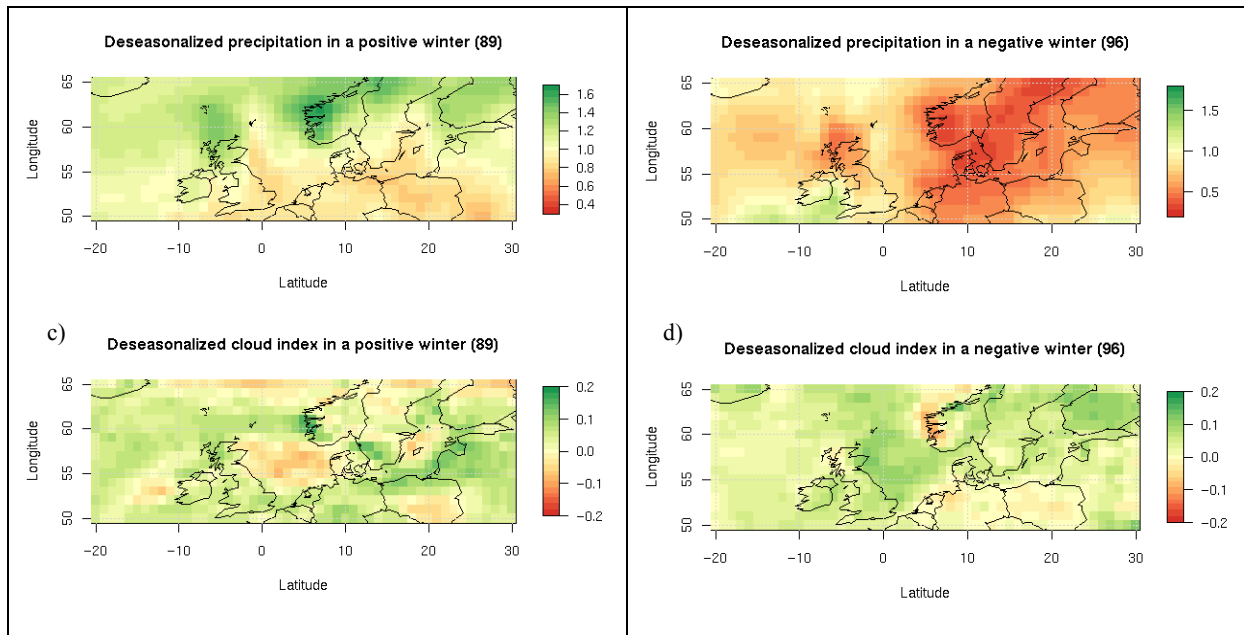 Deseasonalized precipitation in a positive winter (89)
65
60
55
50
Longitude
−20 −10 0 10 20 30
Latitude
1.6
1.4
1.2
1.0
0.8
0.6
0.4
Deseasonalized precipitation in a negative winter (96)
65
60
55
50
Longitude
−20 −10 0 10 20 30
Latitude
1.5
1.0
0.5
c)
Deseasonalized cloud index in a positive winter (89)
65
60
55
50
Longitude
−20 −10 0 10 20 30
Latitude
0.2
0.1
0.0
−0.1
−0.2
d)
Deseasonalized cloud index in a negative winter (96)
65
60
55
50
Longitude
−20 −10 0 10 20 30
Latitude
0.2
0.1
0.0
−0.1
−0.2